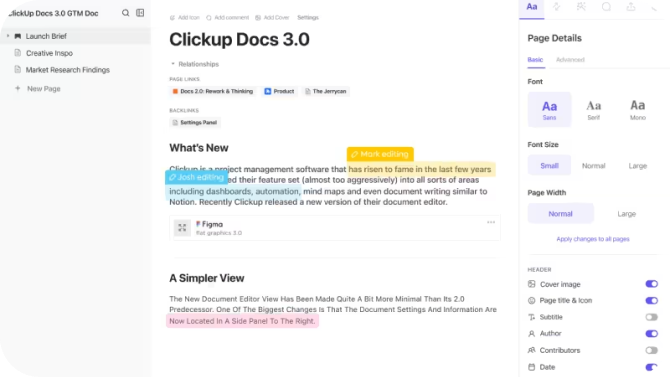 ClickUp Docs 3.0 GTM Doc
Launch Brief
Creative Inspo
Market Research Findings
+ New Page
Add Icon Add comment Add Cover Settings
Clickup Docs 3.0
Relationships
PAGE LINKS
Docs 2.0: Rework & Thinking Product The Jerrycan
BACKLINKS
Settings Panel
What's New
Mark editing
Clickup is a project management software that has risen to fame in the last few years
Josh editing
ed their feature set (almost too aggressively) into all sorts of areas
including dashboards, automation, mind maps and even document writing similar to
Notion. Recently Clickup released a new version of their document editor.
Figma
flat graphics 3.0
A Simpler View
The New Document Editor View Has Been Made Quite A Bit More Minimal Than Its 2.0
Predecessor. One Of The Biggest Changes Is That The Document Settings And Information Are
Now Located In A Side Panel To The Right.
Aa
Page Details
Basic Advanced
Font
Aa Aa Aa
Sans Serif Mono
Font Size
Small Normal Large
Page Width
Normal Large
Apply changes to all pages
HEADER
Cover image
Page title & Icon
Subtitle
Author
Contributors
Date